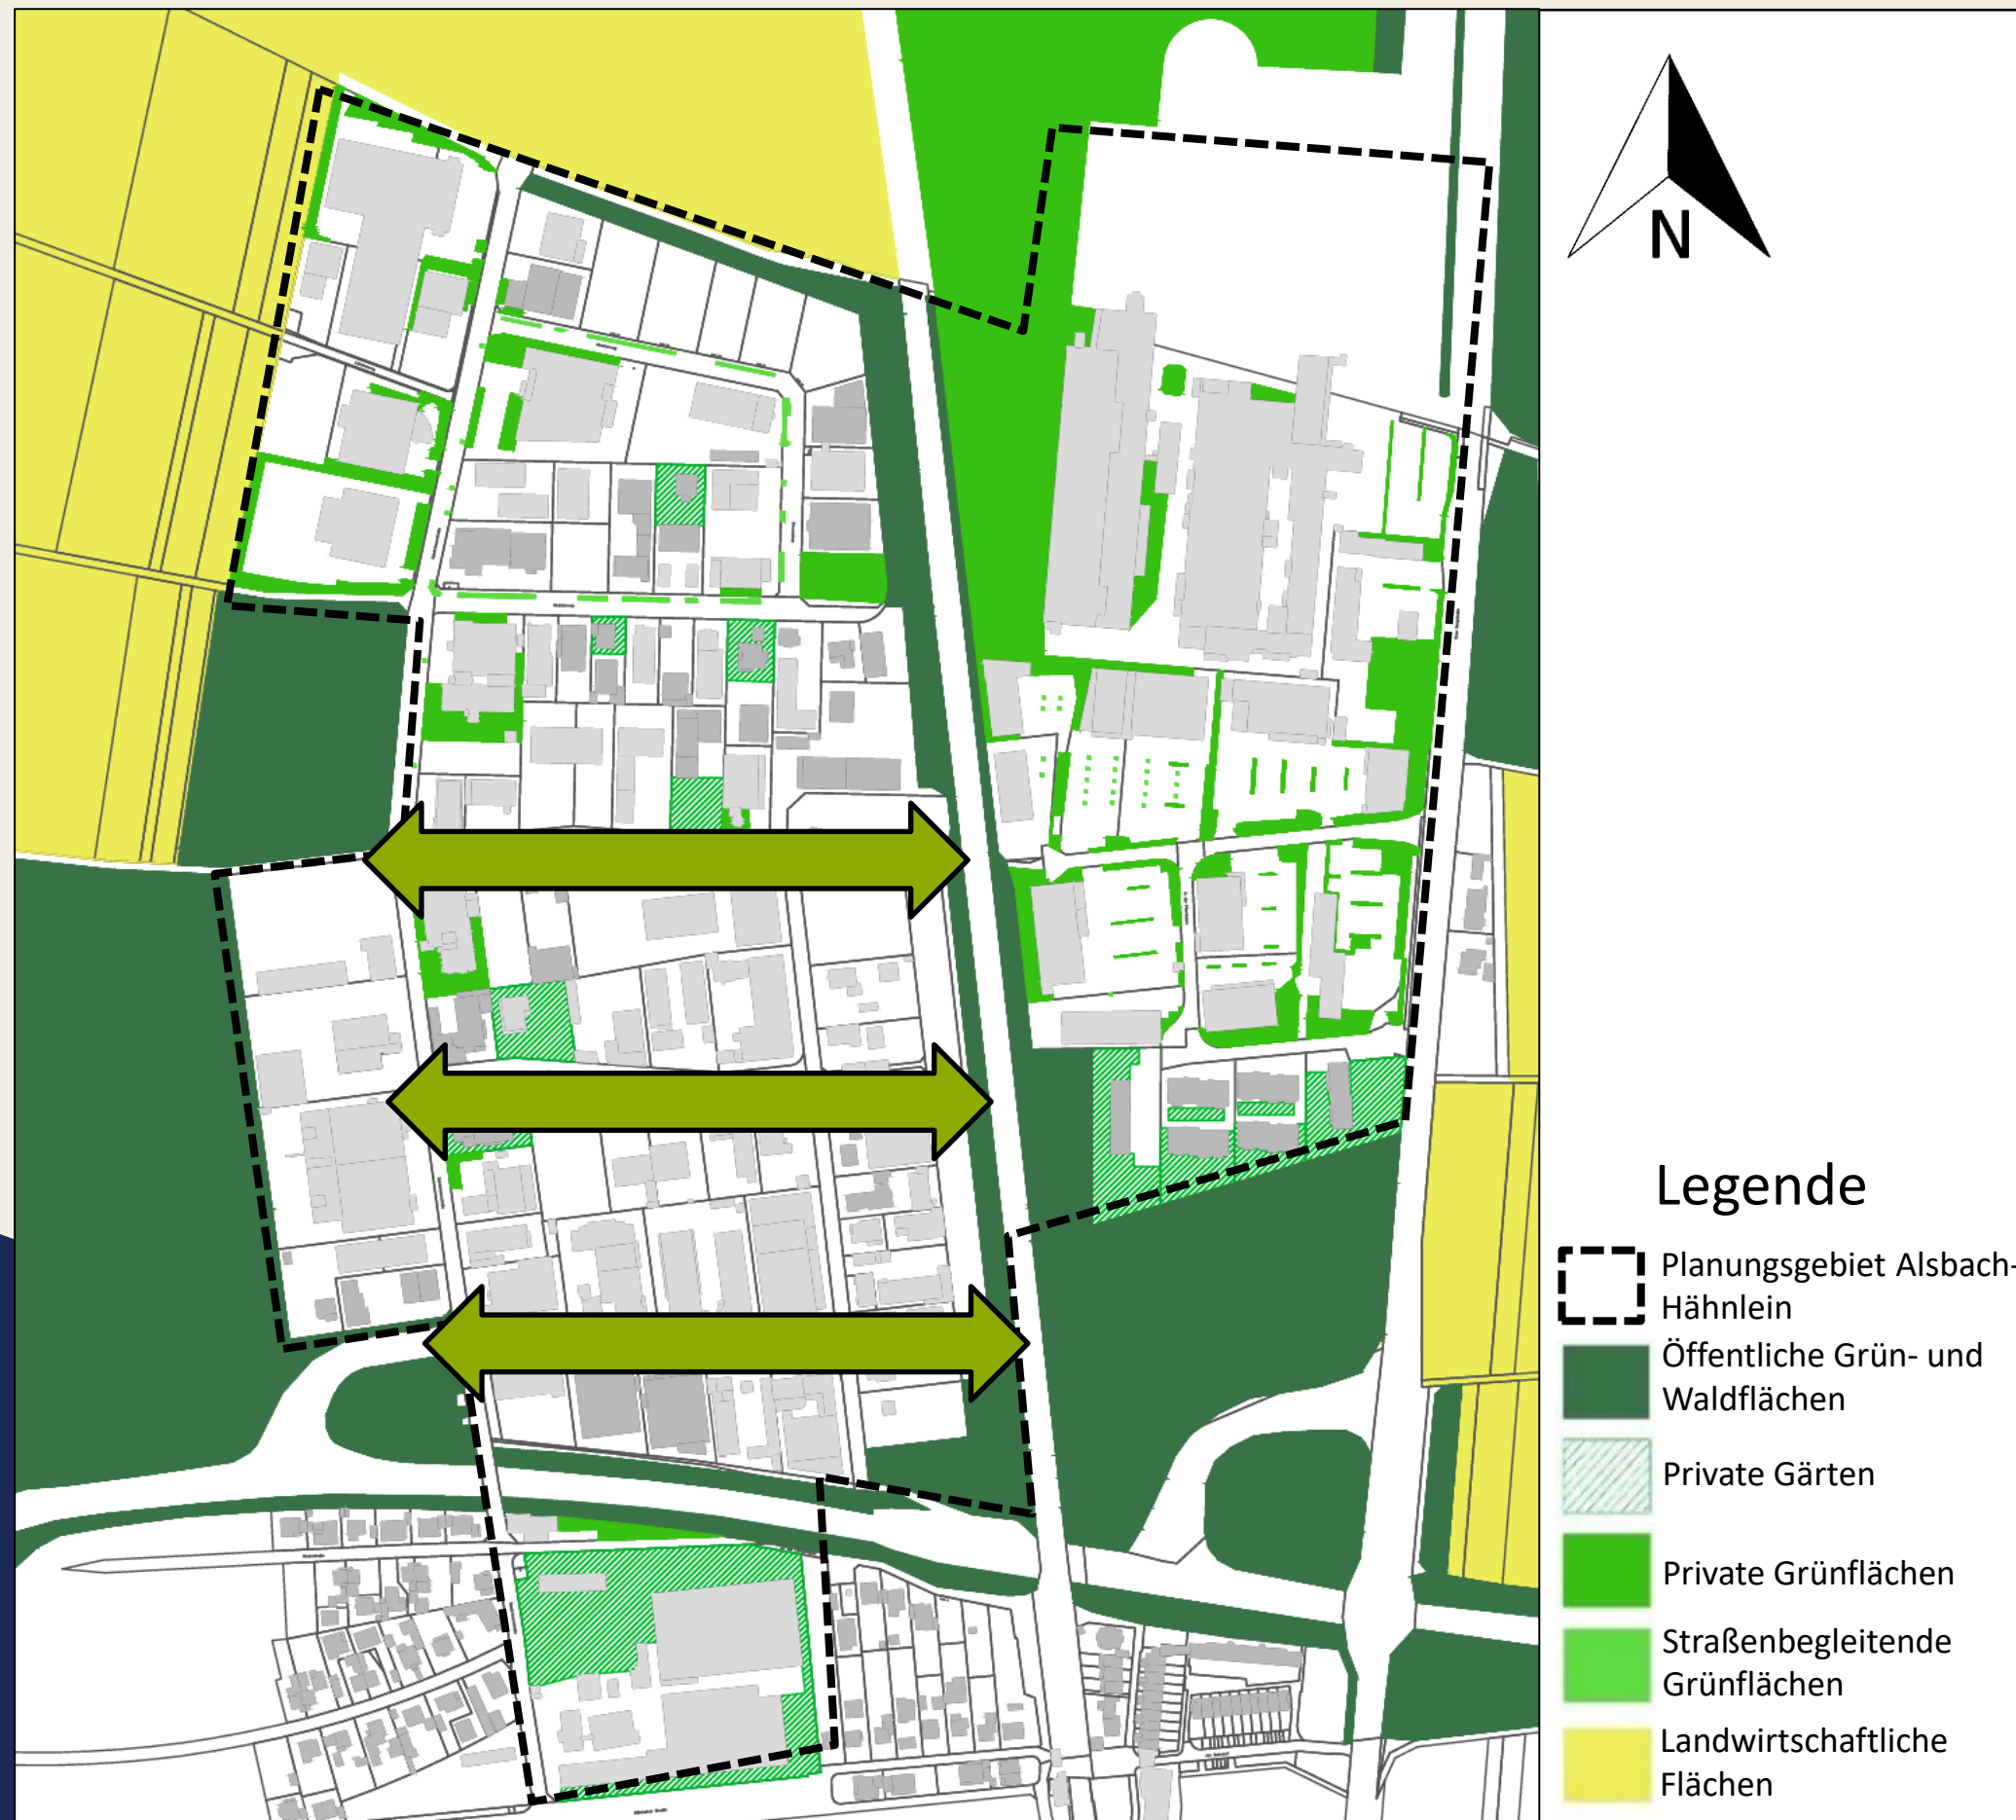 N
Legende
Planungsgebiet Alsbach-
Hähnlein
Öffentliche Grün- und
Waldflächen
Private Gärten
Private Grünflächen
Straßenbegleitende
Grünflächen
Landwirtschaftliche
Flächen